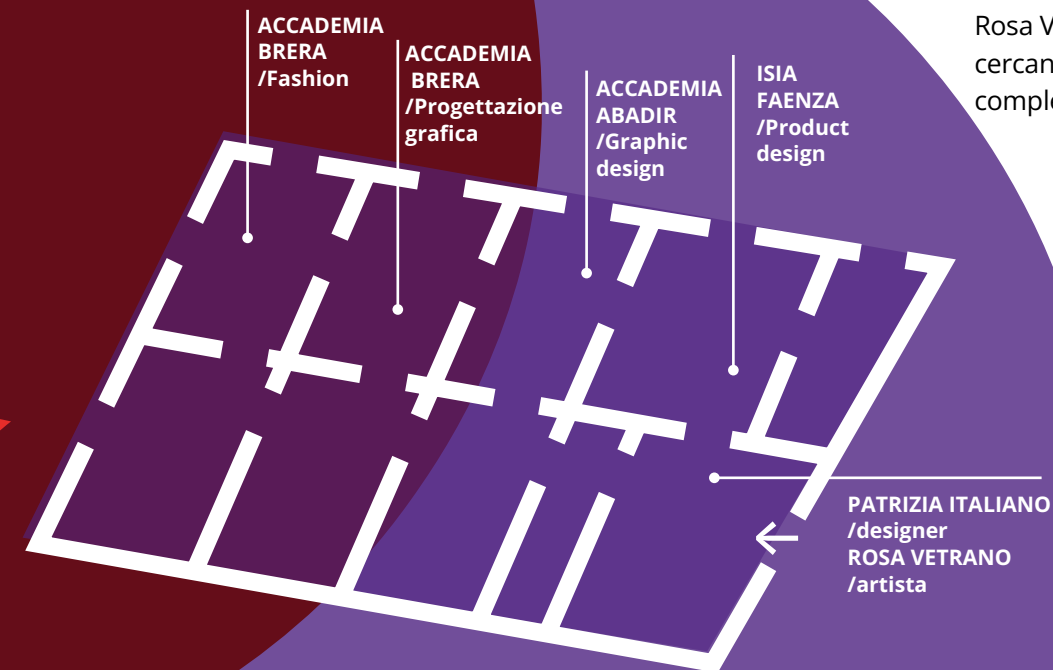 ACCADEMIA
BRERA
/Fashion
ACCADEMIA
BRERA
/Progettazione
grafica
ACCADEMIA
ABADIR
/Graphic
design
ISIA
FAENZA
/Product
design
Rosa V
cercan
comple
PATRIZIA ITALIANO
/designer
ROSA VETRANO
/artista